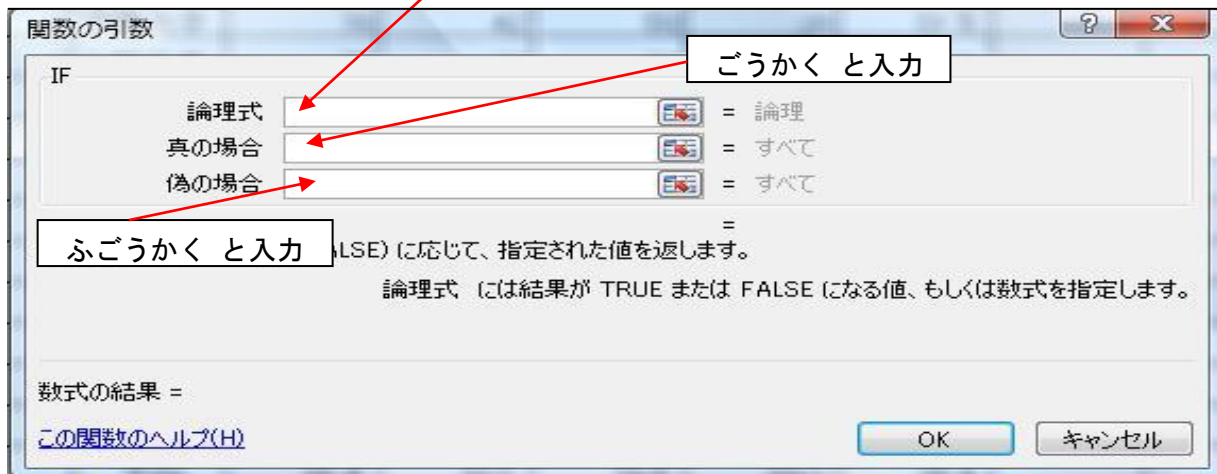 関数の引数
ごうかく と入力
IF
論理式 = 論理
真の場合 = すべて
偽の場合 = すべて
=
ふごうかく と入力
LSE) に応じて、指定された値を返します。
論理式 には結果が TRUE または FALSE になる値、もしくは数式を指定します。
数式の結果 =
この関数のヘルプ(H)
OK
キャンセル